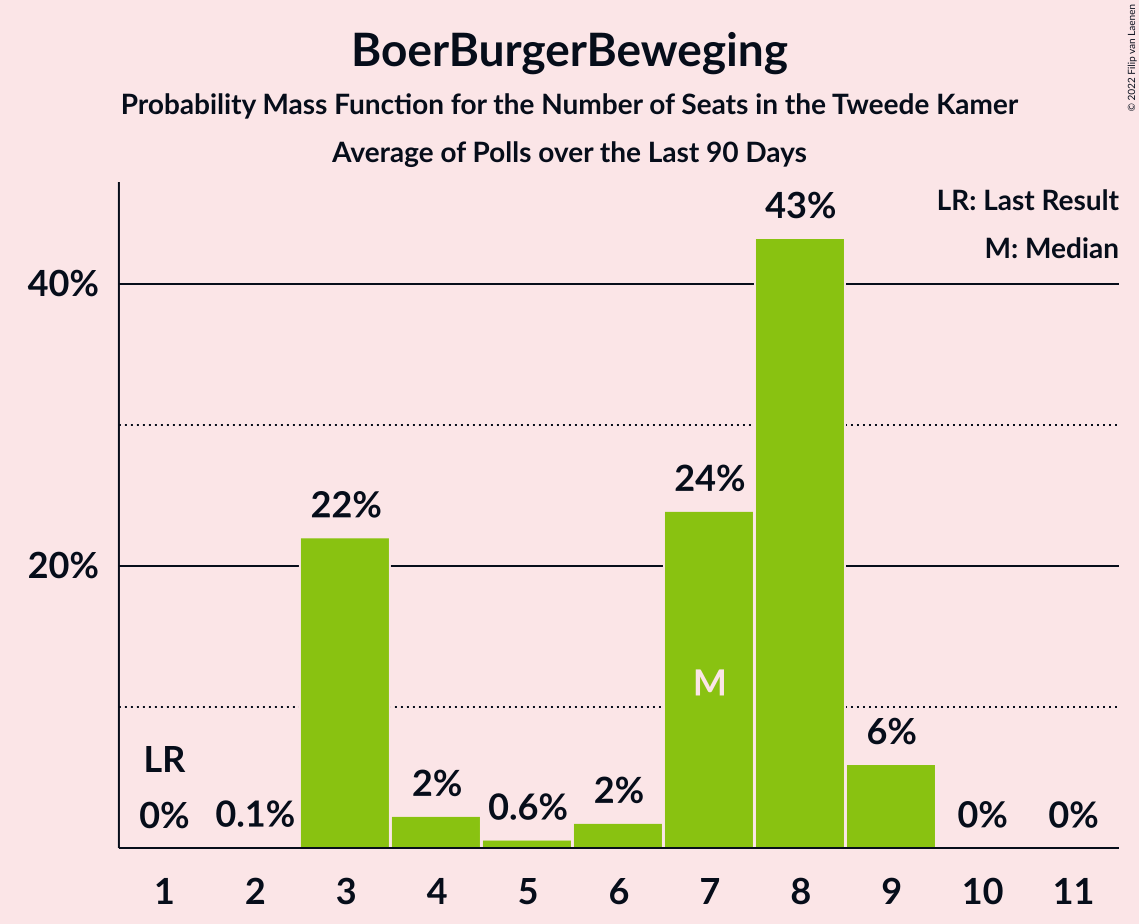 BoerBurgerBeweging
Probability Mass Function for the Number of Seats in the Tweede Kamer
Average of Polls over the Last 90 Days
© 2022 Filip van Laenen
LR: Last Result
M: Median
43%
40%
24%
22%
20%
M
6%
LR
2%
2%
0.6%
0%
0.1%
0%
0%
1 2 3 4 5 6 7 8 9 10 11